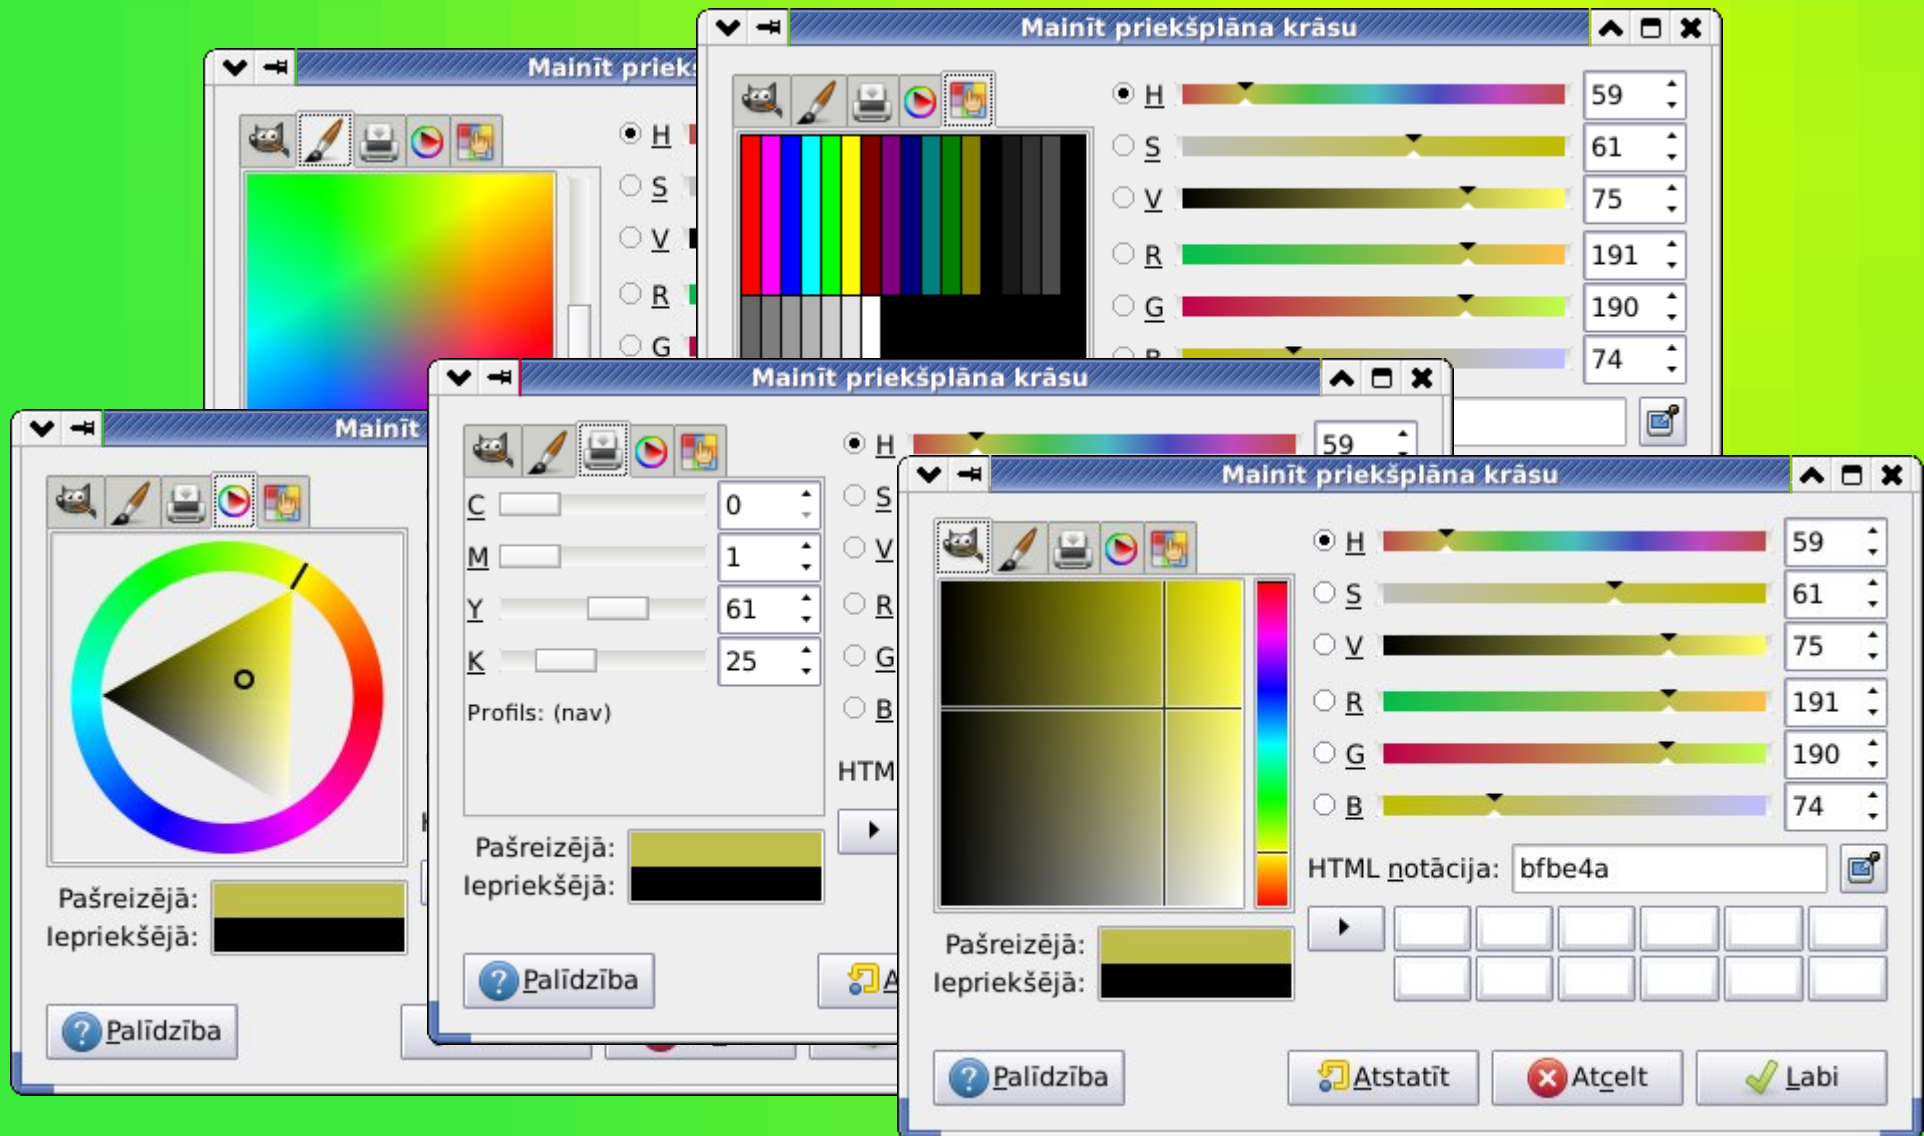 Mainīt priekšplāna krāsu
H 59
S 61
V 75
R 191
G 190
B 74
Mainīt prieks
H
S
V
R
G
Mainīt priekšplāna krāsu
H 59
C 0 S
M 1 V
Y 61 R
K 25 G
Profils: (nav) B
HTM
Pašreizējā:
Iepriekšējā:
Palīdzība A
Mainīt
Pašreizējā:
Iepriekšējā:
Palīdzība
Mainīt priekšplāna krāsu
H 59
S 61
V 75
R 191
G 190
B 74
HTML notācija: bfbe4a
Pašreizējā:
Iepriekšējā:
Palīdzība Atstatīt Atcelt Labi